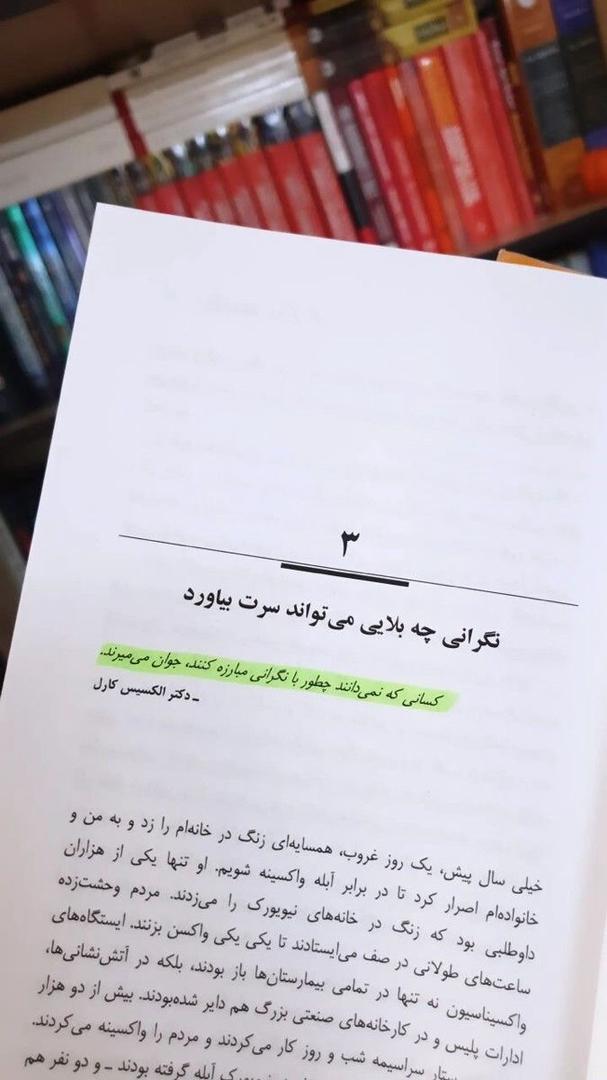 ۳
نگرانی چه بلایی می‌تواند سرت بیاورد
کسانی که نمی‌دانند چطور با نگرانی مبارزه کنند، جوان می‌میرند.
ـ دکتر الکسیس کارل
خیلی سال پیش، یک روز غروب، همسایه‌ای زنگ در خانه‌ام را زد و به من و
خانواده‌ام اصرار کرد تا در برابر آبله واکسینه شویم. او تنها یکی از هزاران
داوطلبی بود که زنگ در خانه‌های نیویورک را می‌زدند. مردم وحشت‌زده
ساعت‌های طولانی در صف می‌ایستادند تا یکی یکی واکسن بزنند. ایستگاه‌های
واکسیناسیون نه تنها در تمامی بیمارستان‌ها باز بودند، بلکه در آتش‌نشانی‌ها،
ادارات پلیس و در کارخانه‌های صنعتی بزرگ هم دایر شده‌بودند. بیش از دو هزار
ستار سراسیمه شب و روز کار می‌کردند و مردم را واکسینه می‌کردند.
یورک آبله گرفته بودند ـ و دو نفر هم